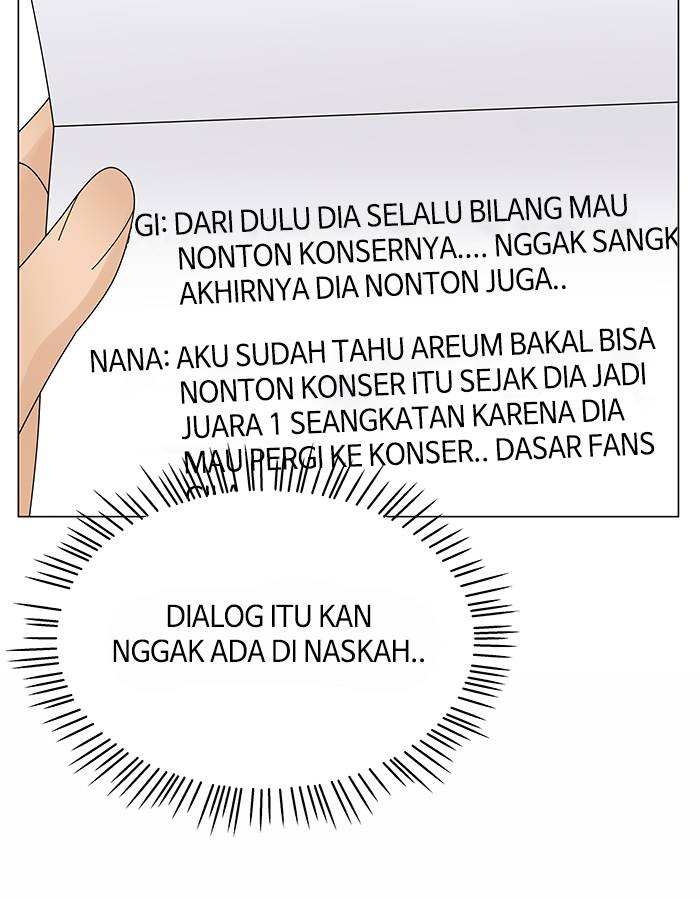 GI: DARI DULU DIA SELALU BILANG MAU
NONTON KONSERNYA.... NGGAK SANGK
AKHIRNYA DIA NONTON JUGA..
NANA: AKU SUDAH TAHU AREUM BAKAL BISA
NONTON KONSER ITU SEJAK DIA JADI
JUARA 1 SEANGKATAN KARENA DIA
MAU PERGI KE KONSER.. DASAR FANS
DIALOG ITU KAN
NGGAK ADA DI NASKAH..